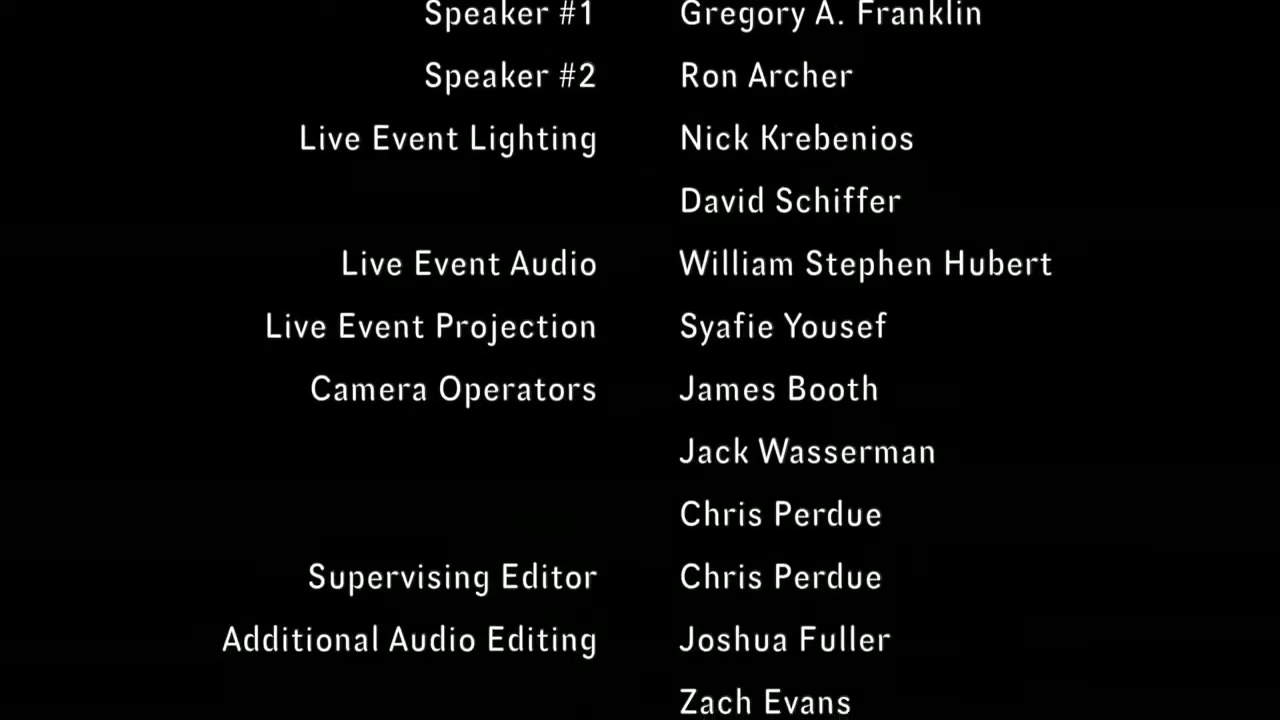 Speaker #1 Gregory A. Franklin
Speaker #2 Ron Archer
Live Event Lighting Nick Krebenios
David Schiffer
Live Event Audio William Stephen Hubert
Live Event Projection Syafie Yousef
Camera Operators James Booth
Jack Wasserman
Chris Perdue
Supervising Editor Chris Perdue
Additional Audio Editing Joshua Fuller
Zach Evans